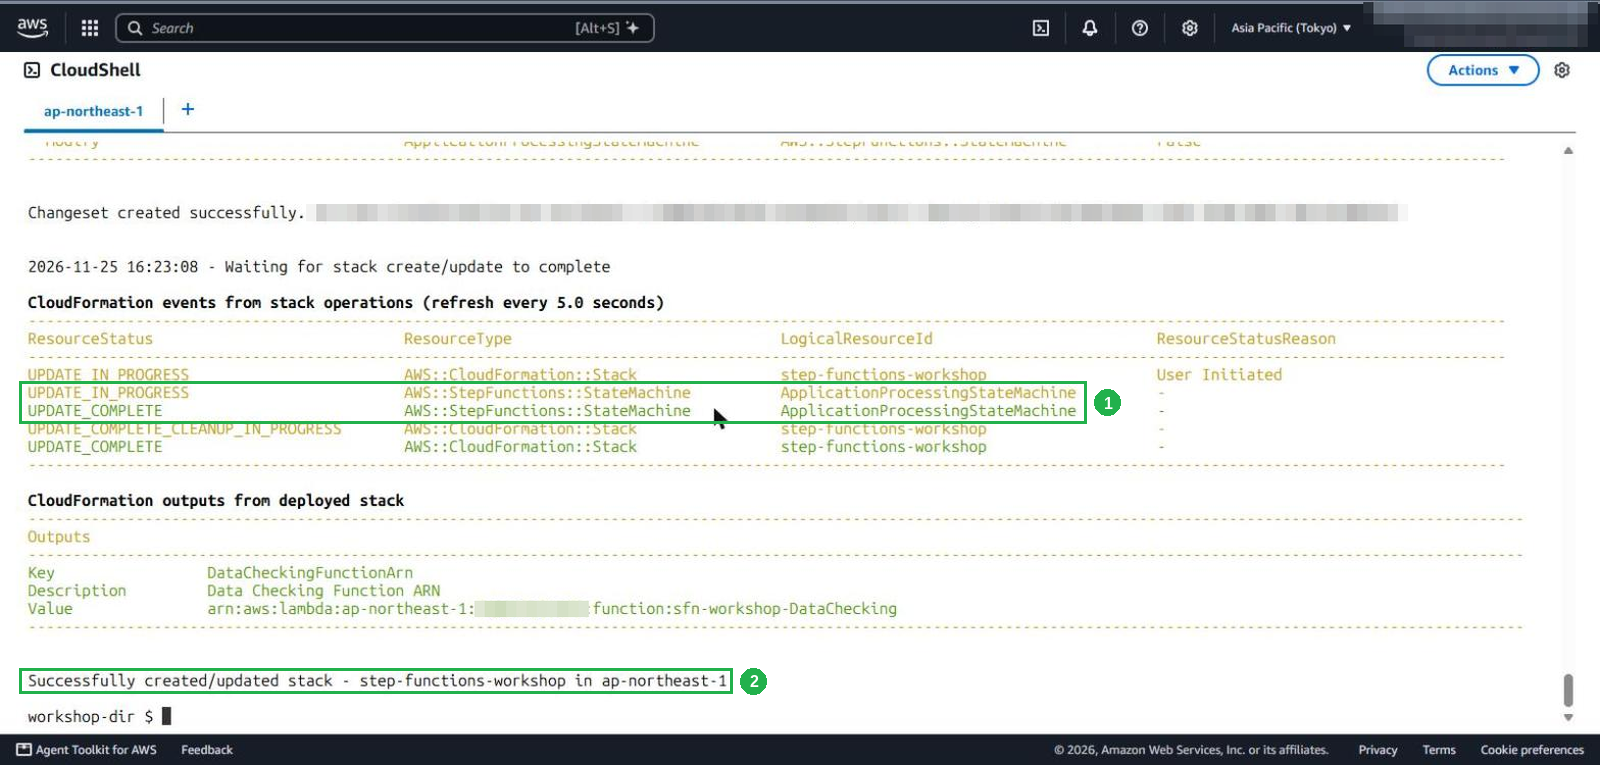 aws Search [Alt+S] Asia Pacific (Tokyo)
CloudShell Actions
ap-northeast-1 +
Modify ApplicationProcessingStateMachine AWS::StepFunctions::StateMachine False
Changeset created successfully.
2026-11-25 16:23:08 - Waiting for stack create/update to complete
CloudFormation events from stack operations (refresh every 5.0 seconds)
ResourceStatus ResourceType LogicalResourceId ResourceStatusReason
UPDATE_IN_PROGRESS AWS::CloudFormation::Stack step-functions-workshop User Initiated
UPDATE_IN_PROGRESS AWS::StepFunctions::StateMachine ApplicationProcessingStateMachine -
1
UPDATE_COMPLETE AWS::StepFunctions::StateMachine ApplicationProcessingStateMachine -
UPDATE_COMPLETE_CLEANUP_IN_PROGRESS AWS::CloudFormation::Stack step-functions-workshop -
UPDATE_COMPLETE AWS::CloudFormation::Stack step-functions-workshop -
CloudFormation outputs from deployed stack
Outputs
Key DataCheckingFunctionArn
Description Data Checking Function ARN
Value arn:aws:lambda:ap-northeast-1: :function:sfn-workshop-DataChecking
Successfully created/updated stack - step-functions-workshop in ap-northeast-1 2
workshop-dir $
Agent Toolkit for AWS Feedback © 2026, Amazon Web Services, Inc. or its affiliates. Privacy Terms Cookie preferences